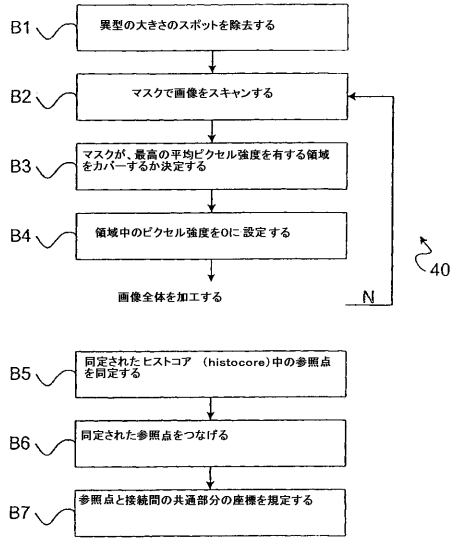 B1
異型の大きさのスポットを除去する
B2
マスクで画像をスキャンする
B3
マスクが、最高の平均ピクセル強度を有する領域
をカバーするか決定する
B4
領域中のピクセル強度を0に設定する
40
画像全体を加工する
N
B5
同定されたヒストコア (histocore)中の参照点
を同定する
B6
同定された参照点をつなげる
B7
参照点と接続間の共通部分の座標を規定する